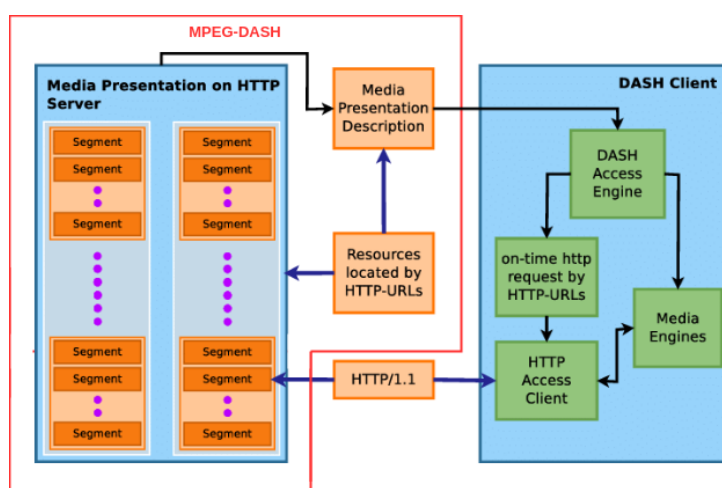 MPEG-DASH
Media Presentation on HTTP
Server
Segment
Segment
Segment
Segment
Segment
Segment
Segment
Segment
Segment
Segment
Segment
Segment
Media
Presentation
Description
Resources
located by
HTTP-URLs
HTTP/1.1
DASH Client
DASH
Access
Engine
on-time http
request by
HTTP-URLs
Media
Engines
HTTP
Access
Client